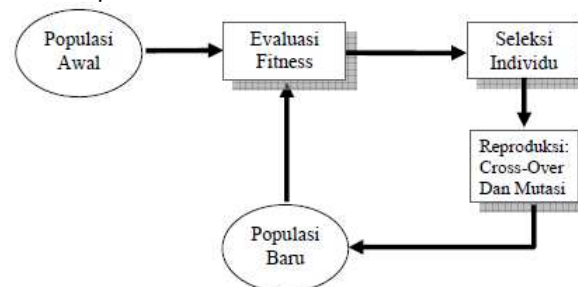 Populasi
Awal
Evaluasi
Fitness
Seleksi
Individu
Reproduksi:
Cross-Over
Dan Mutasi
Populasi
Baru